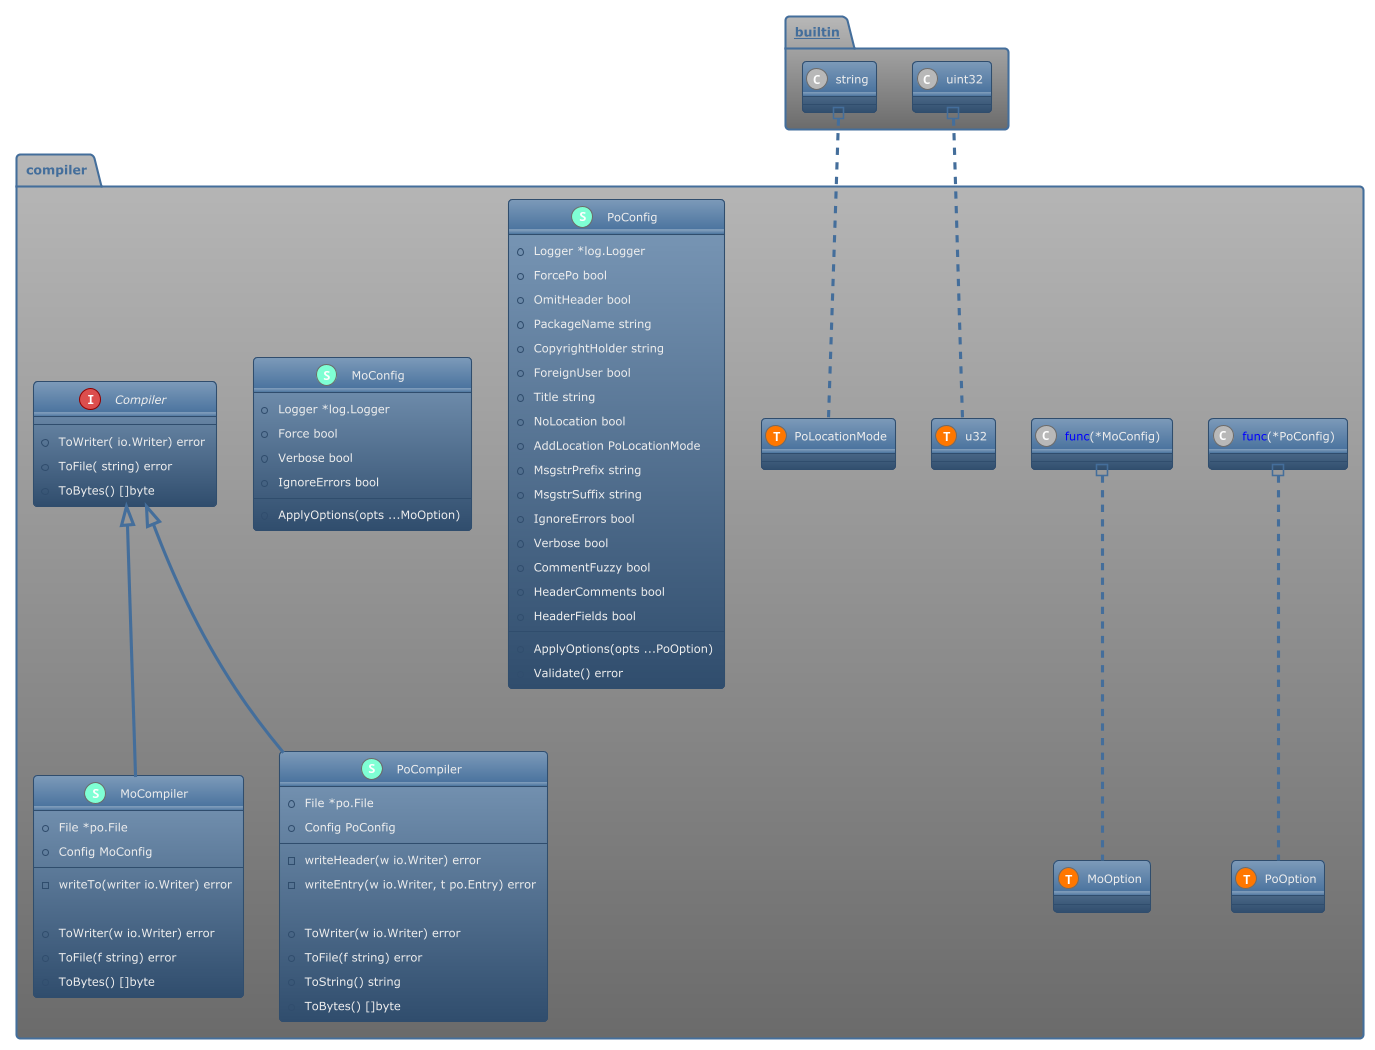 builtin
C string
C uint32
compiler
S PoConfig
Logger *log.Logger
ForcePo bool
OmitHeader bool
PackageName string
CopyrightHolder string
ForeignUser bool
Title string
NoLocation bool
AddLocation PoLocationMode
MsgstrPrefix string
MsgstrSuffix string
IgnoreErrors bool
Verbose bool
CommentFuzzy bool
HeaderComments bool
HeaderFields bool
ApplyOptions(opts ...PoOption)
Validate() error
S MoConfig
Logger *log.Logger
Force bool
Verbose bool
IgnoreErrors bool
ApplyOptions(opts ...MoOption)
I Compiler
ToWriter( io.Writer) error
ToFile( string) error
ToBytes() []byte
T PoLocationMode
T u32
C func(*MoConfig)
C func(*PoConfig)
S MoCompiler
File *po.File
Config MoConfig
writeTo(writer io.Writer) error
ToWriter(w io.Writer) error
ToFile(f string) error
ToBytes() []byte
S PoCompiler
File *po.File
Config PoConfig
writeHeader(w io.Writer) error
writeEntry(w io.Writer, t po.Entry) error
ToWriter(w io.Writer) error
ToFile(f string) error
ToString() string
ToBytes() []byte
T MoOption
T PoOption